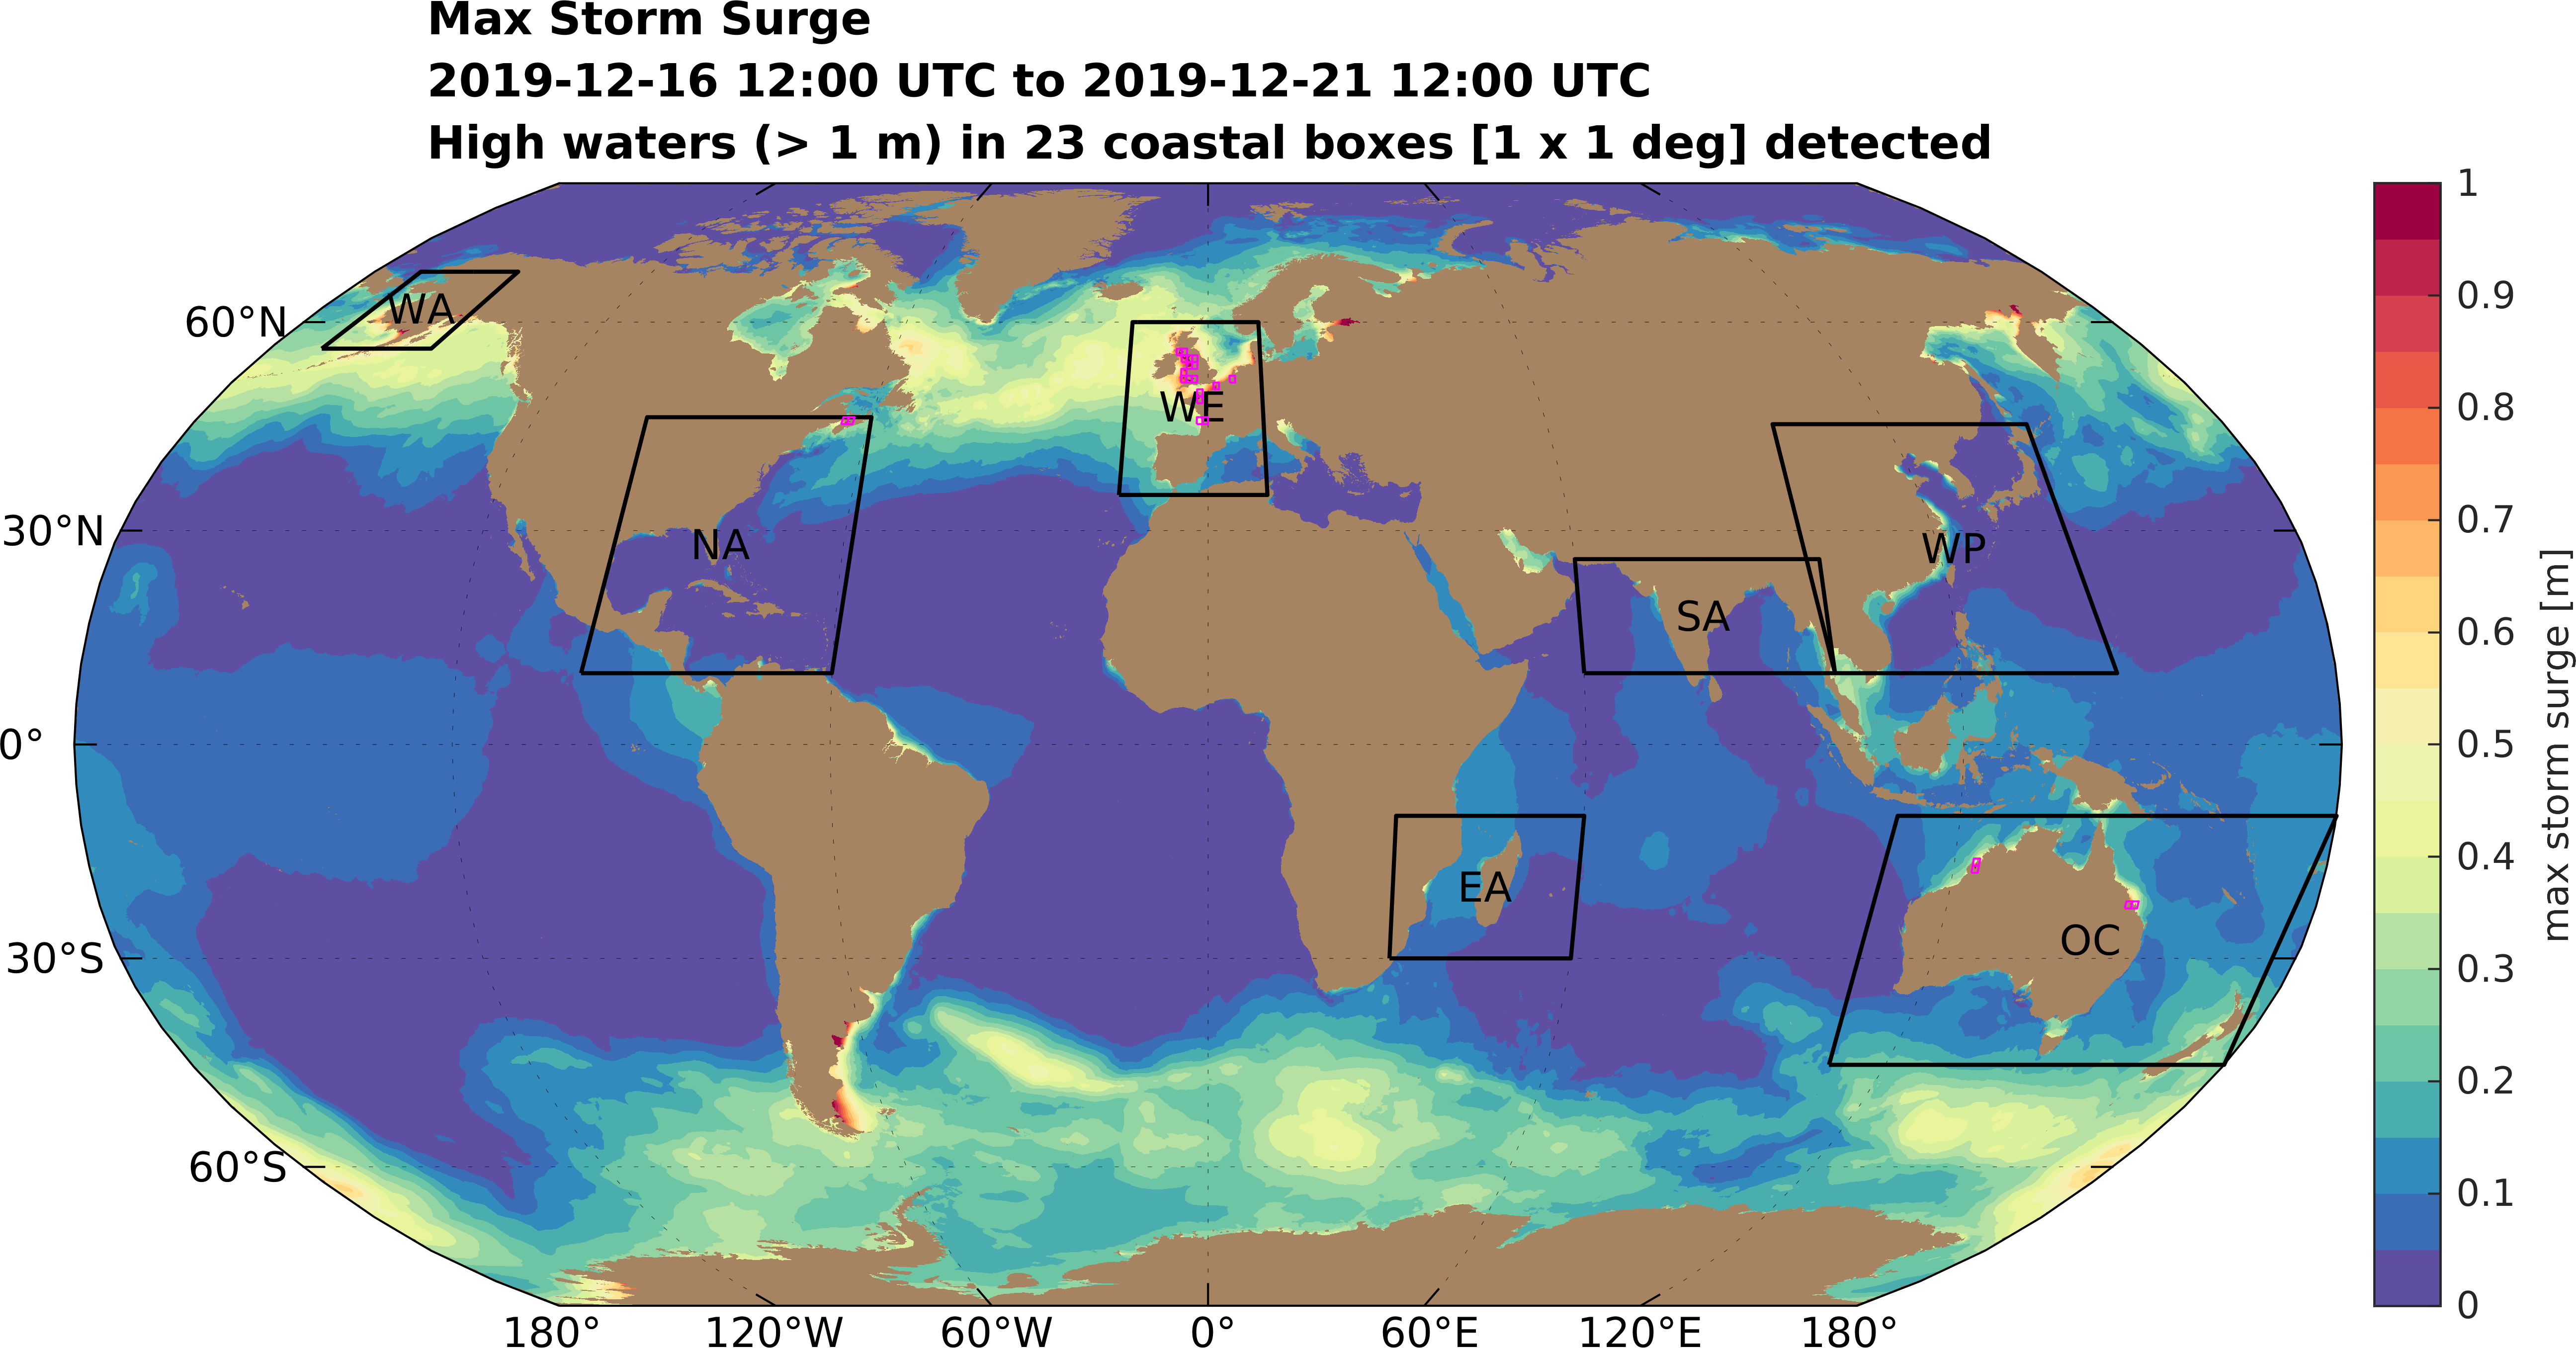 Max Storm Surge
2019-12-16 12:00 UTC to 2019-12-21 12:00 UTC
High waters (> 1 m) in 23 coastal boxes [1 x 1 deg] detected
60°N
30°N
0°
30°S
60°S
WA
NA
WE
SA
WP
EA
OC
180°
120°W
60°W
0°
60°E
120°E
180°
1
0.9
0.8
0.7
0.6
0.5
0.4
0.3
0.2
0.1
0
max storm surge [m]